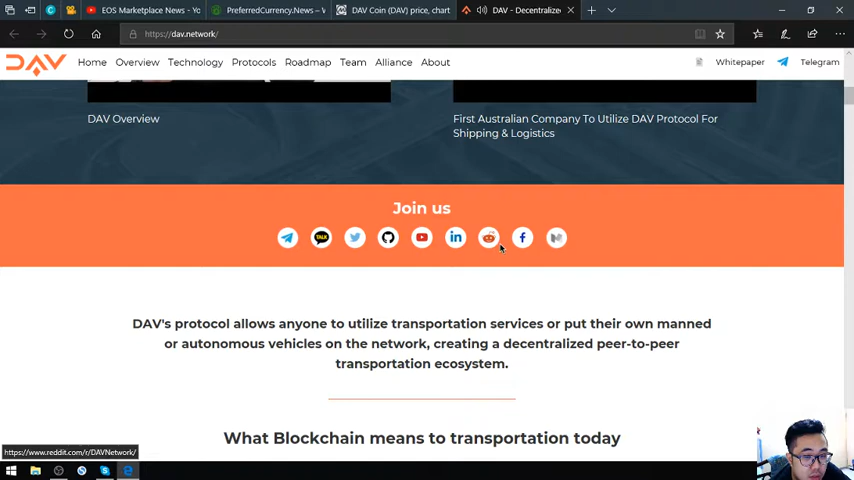 EOS Marketplace News - Yo
PreferredCurrency.News – W
DAV Coin (DAV) price, chart
DAV - Decentralize
https://dav.network/
DAV
Home
Overview
Technology
Protocols
Roadmap
Team
Alliance
About
Whitepaper
Telegram
DAV Overview
First Australian Company To Utilize DAV Protocol For
Shipping & Logistics
Join us
TALK
in
f
DAV's protocol allows anyone to utilize transportation services or put their own manned
or autonomous vehicles on the network, creating a decentralized peer-to-peer
transportation ecosystem.
What Blockchain means to transportation today
https://www.reddit.com/r/DAVNetwork/